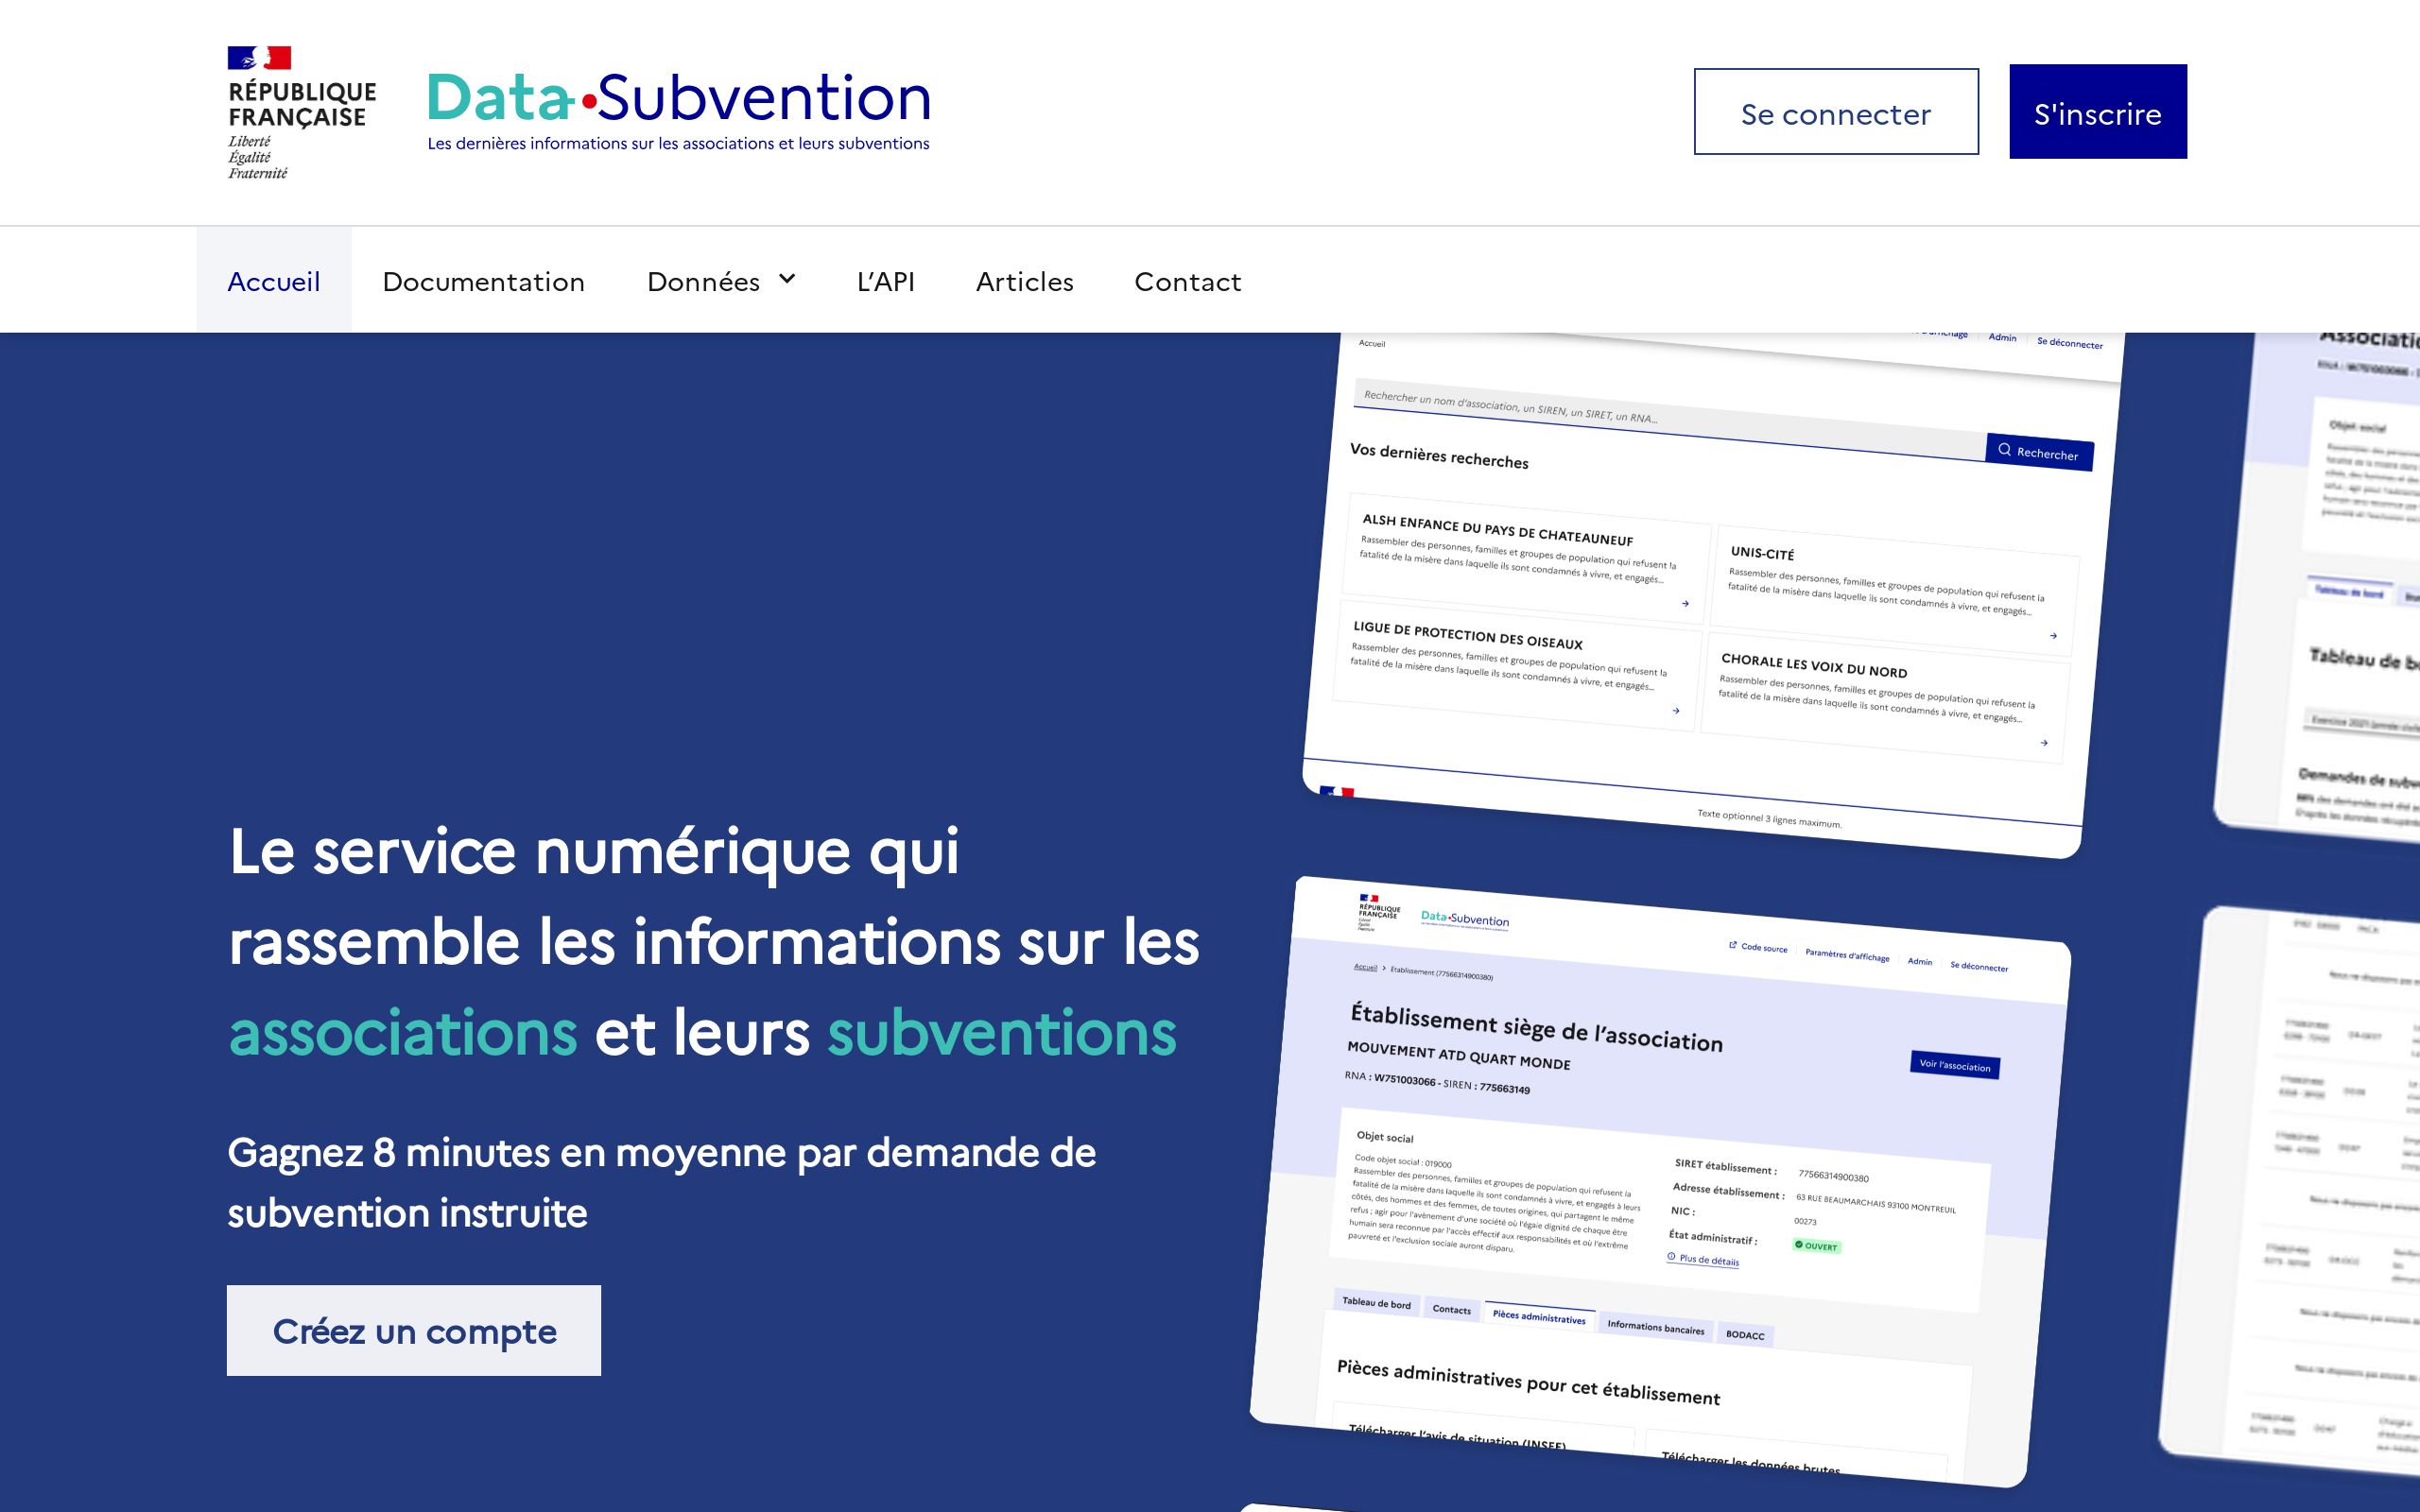 RÉPUBLIQUE
FRANÇAISE
Liberté
Égalité
Fraternité
Data•Subvention
Les dernières informations sur les associations et leurs subventions
Se connecter
S'inscrire
Accueil
Documentation
Données
L'API
Articles
Contact
Le service numérique qui
rassemble les informations sur les
associations et leurs subventions
Gagnez 8 minutes en moyenne par demande de
subvention instruite
Créez un compte
Admin
Se déconnecter
Accueil
Rechercher un nom d'association, un SIREN, un SIRET, un RNA...
Rechercher
Vos dernières recherches
ALSH ENFANCE DU PAYS DE CHATEAUNEUF
Rassembler des personnes, familles et groupes de population qui refusent la
fatalité de la misère dans laquelle ils sont condamnés à vivre, et engagés...
UNIS-CITÉ
Rassembler des personnes, familles et groupes de population qui refusent la
fatalité de la misère dans laquelle ils sont condamnés à vivre, et engagés...
LIGUE DE PROTECTION DES OISEAUX
Rassembler des personnes, familles et groupes de population qui refusent la
fatalité de la misère dans laquelle ils sont condamnés à vivre, et engagés...
CHORALE LES VOIX DU NORD
Rassembler des personnes, familles et groupes de population qui refusent la
fatalité de la misère dans laquelle ils sont condamnés à vivre, et engagés...
Texte optionnel 3 lignes maximum.
RÉPUBLIQUE
FRANÇAISE
Data•Subvention
Code source
Paramètres d'affichage
Admin
Se déconnecter
Accueil > Etablissement (77566314900380)
Établissement siège de l'association
MOUVEMENT ATD QUART MONDE
RNA : W751003066 - SIREN : 775663149
Voir l'association
Objet social
Code objet social : 019000
Rassembler des personnes, familles et groupes de population qui refusent la
fatalité de la misère dans laquelle ils sont condamnés à vivre, et engagés à leurs
côtés, des hommes et des femmes, de toutes origines, qui partagent le même
refus ; agir pour l'avènement d'une société où l'égale dignité de chaque être
humain sera reconnue par l'accès effectif aux responsabilités et où l'extrême
pauvreté et l'exclusion sociale auront disparu.
SIRET établissement : 77566314900380
Adresse établissement : 63 RUE BEAUMARCHAIS 93100 MONTREUIL
NIC : 00273
État administratif : OUVERT
Plus de détails
Tableau de bord
Contacts
Pièces administratives
Informations bancaires
BODACC
Pièces administratives pour cet établissement
Télécharger l'avis de situation (INSEE)
Télécharger les données brutes
Objet social
Tableau de bord
Tableau de
Demandes de